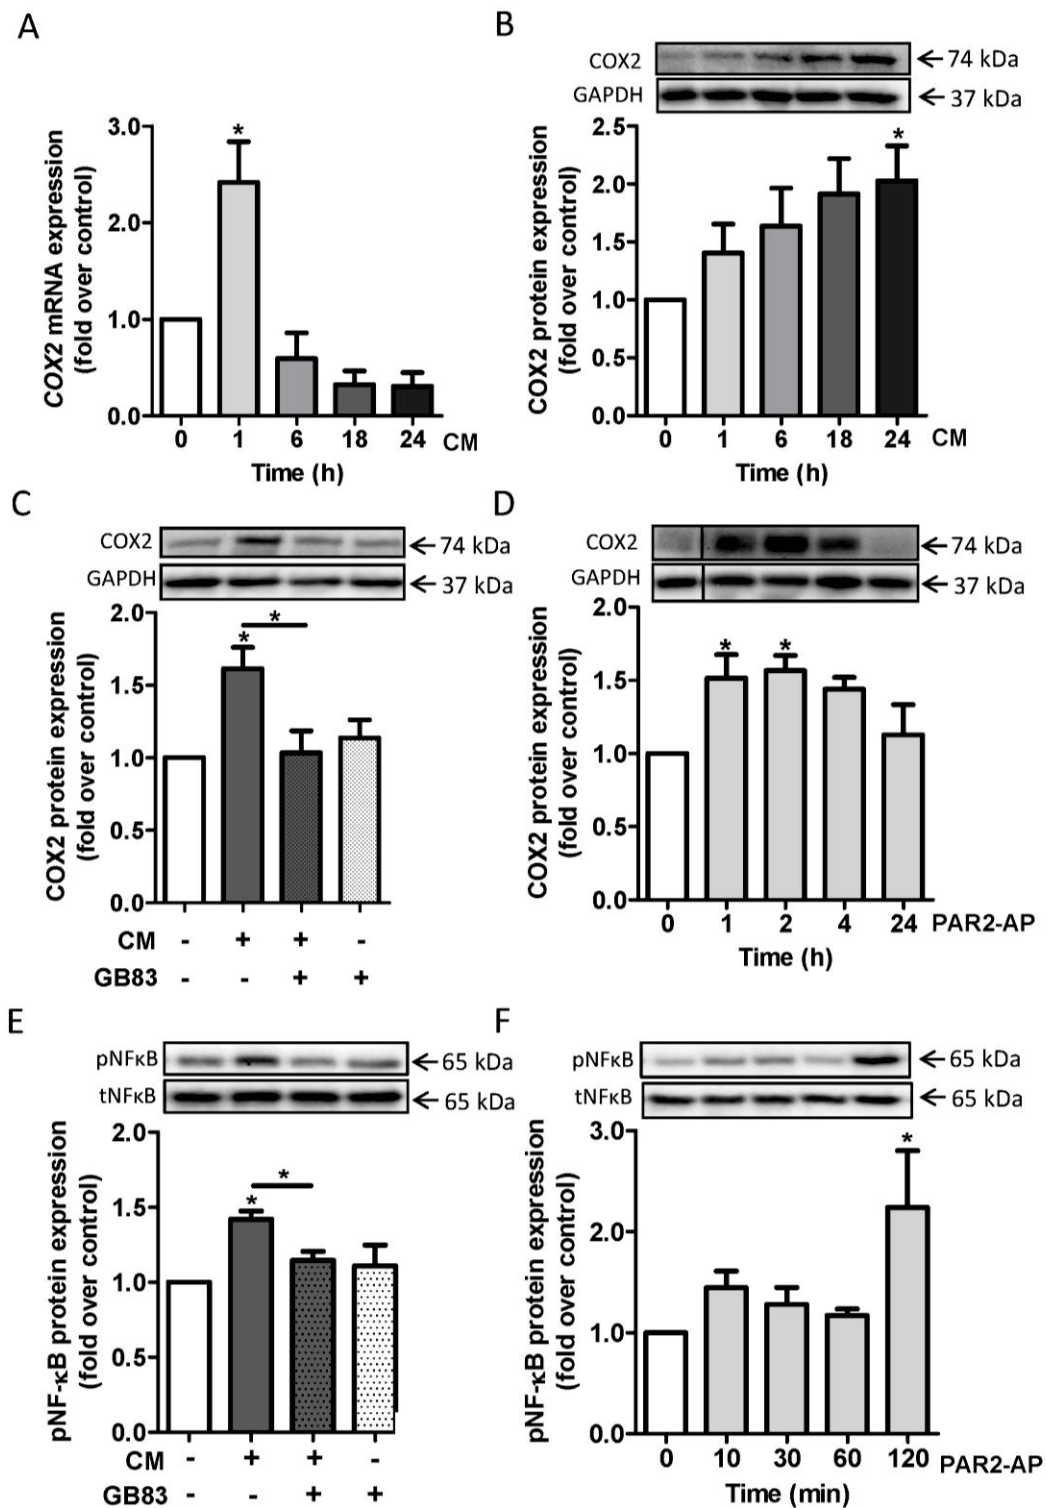 A
COX2 mRNA expression
(fold over control)
3.0
2.0
1.0
0.0
*
0 1 6 18 24 CM
Time (h)
B
COX2 74 kDa
GAPDH 37 kDa
COX2 protein expression
(fold over control)
2.5
2.0
1.5
1.0
0.5
0.0
*
0 1 6 18 24 CM
Time (h)
C
COX2 74 kDa
GAPDH 37 kDa
COX2 protein expression
(fold over control)
2.0
1.5
1.0
0.5
0.0
*
*
CM - + + -
GB83 - - + +
D
COX2 74 kDa
GAPDH 37 kDa
COX2 protein expression
(fold over control)
2.0
1.5
1.0
0.5
0.0
* *
0 1 2 4 24 PAR2-AP
Time (h)
E
pNFκB 65 kDa
tNFκB 65 kDa
pNF-κB protein expression
(fold over control)
2.0
1.5
1.0
0.5
0.0
*
*
CM - + + -
GB83 - - + +
F
pNFκB 65 kDa
tNFκB 65 kDa
pNF-κB protein expression
(fold over control)
3.0
2.0
1.0
0.0
*
0 10 30 60 120 PAR2-AP
Time (min)